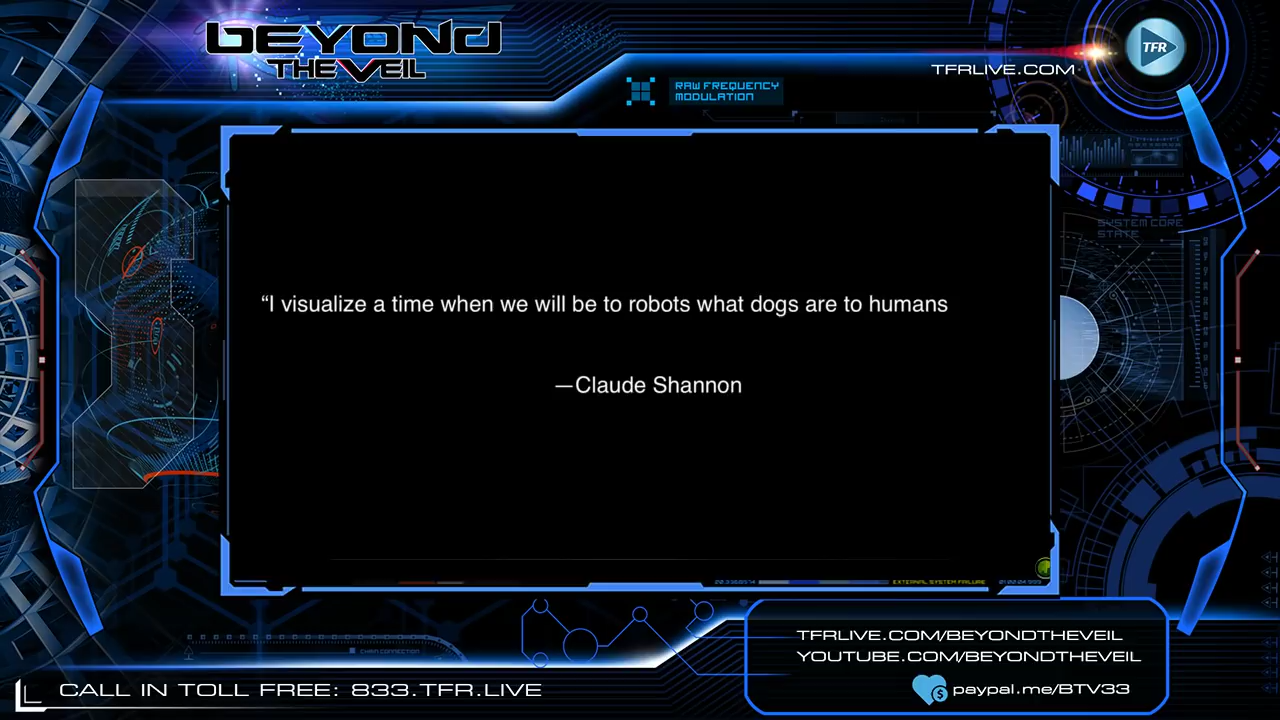 BEYOND
THE VEIL
TFR
TFRLIVE.COM
RAW FREQUENCY
MODULATION
SYSTEM CORE
STATE
“I visualize a time when we will be to robots what dogs are to humans
—Claude Shannon
EXTERNAL SYSTEM FAILURE
CHAIN CONNECTION
TFRLIVE.COM/BEYONDTHEVEIL
YOUTUBE.COM/BEYONDTHEVEIL
paypal.me/BTV33
CALL IN TOLL FREE: 833.TFR.LIVE